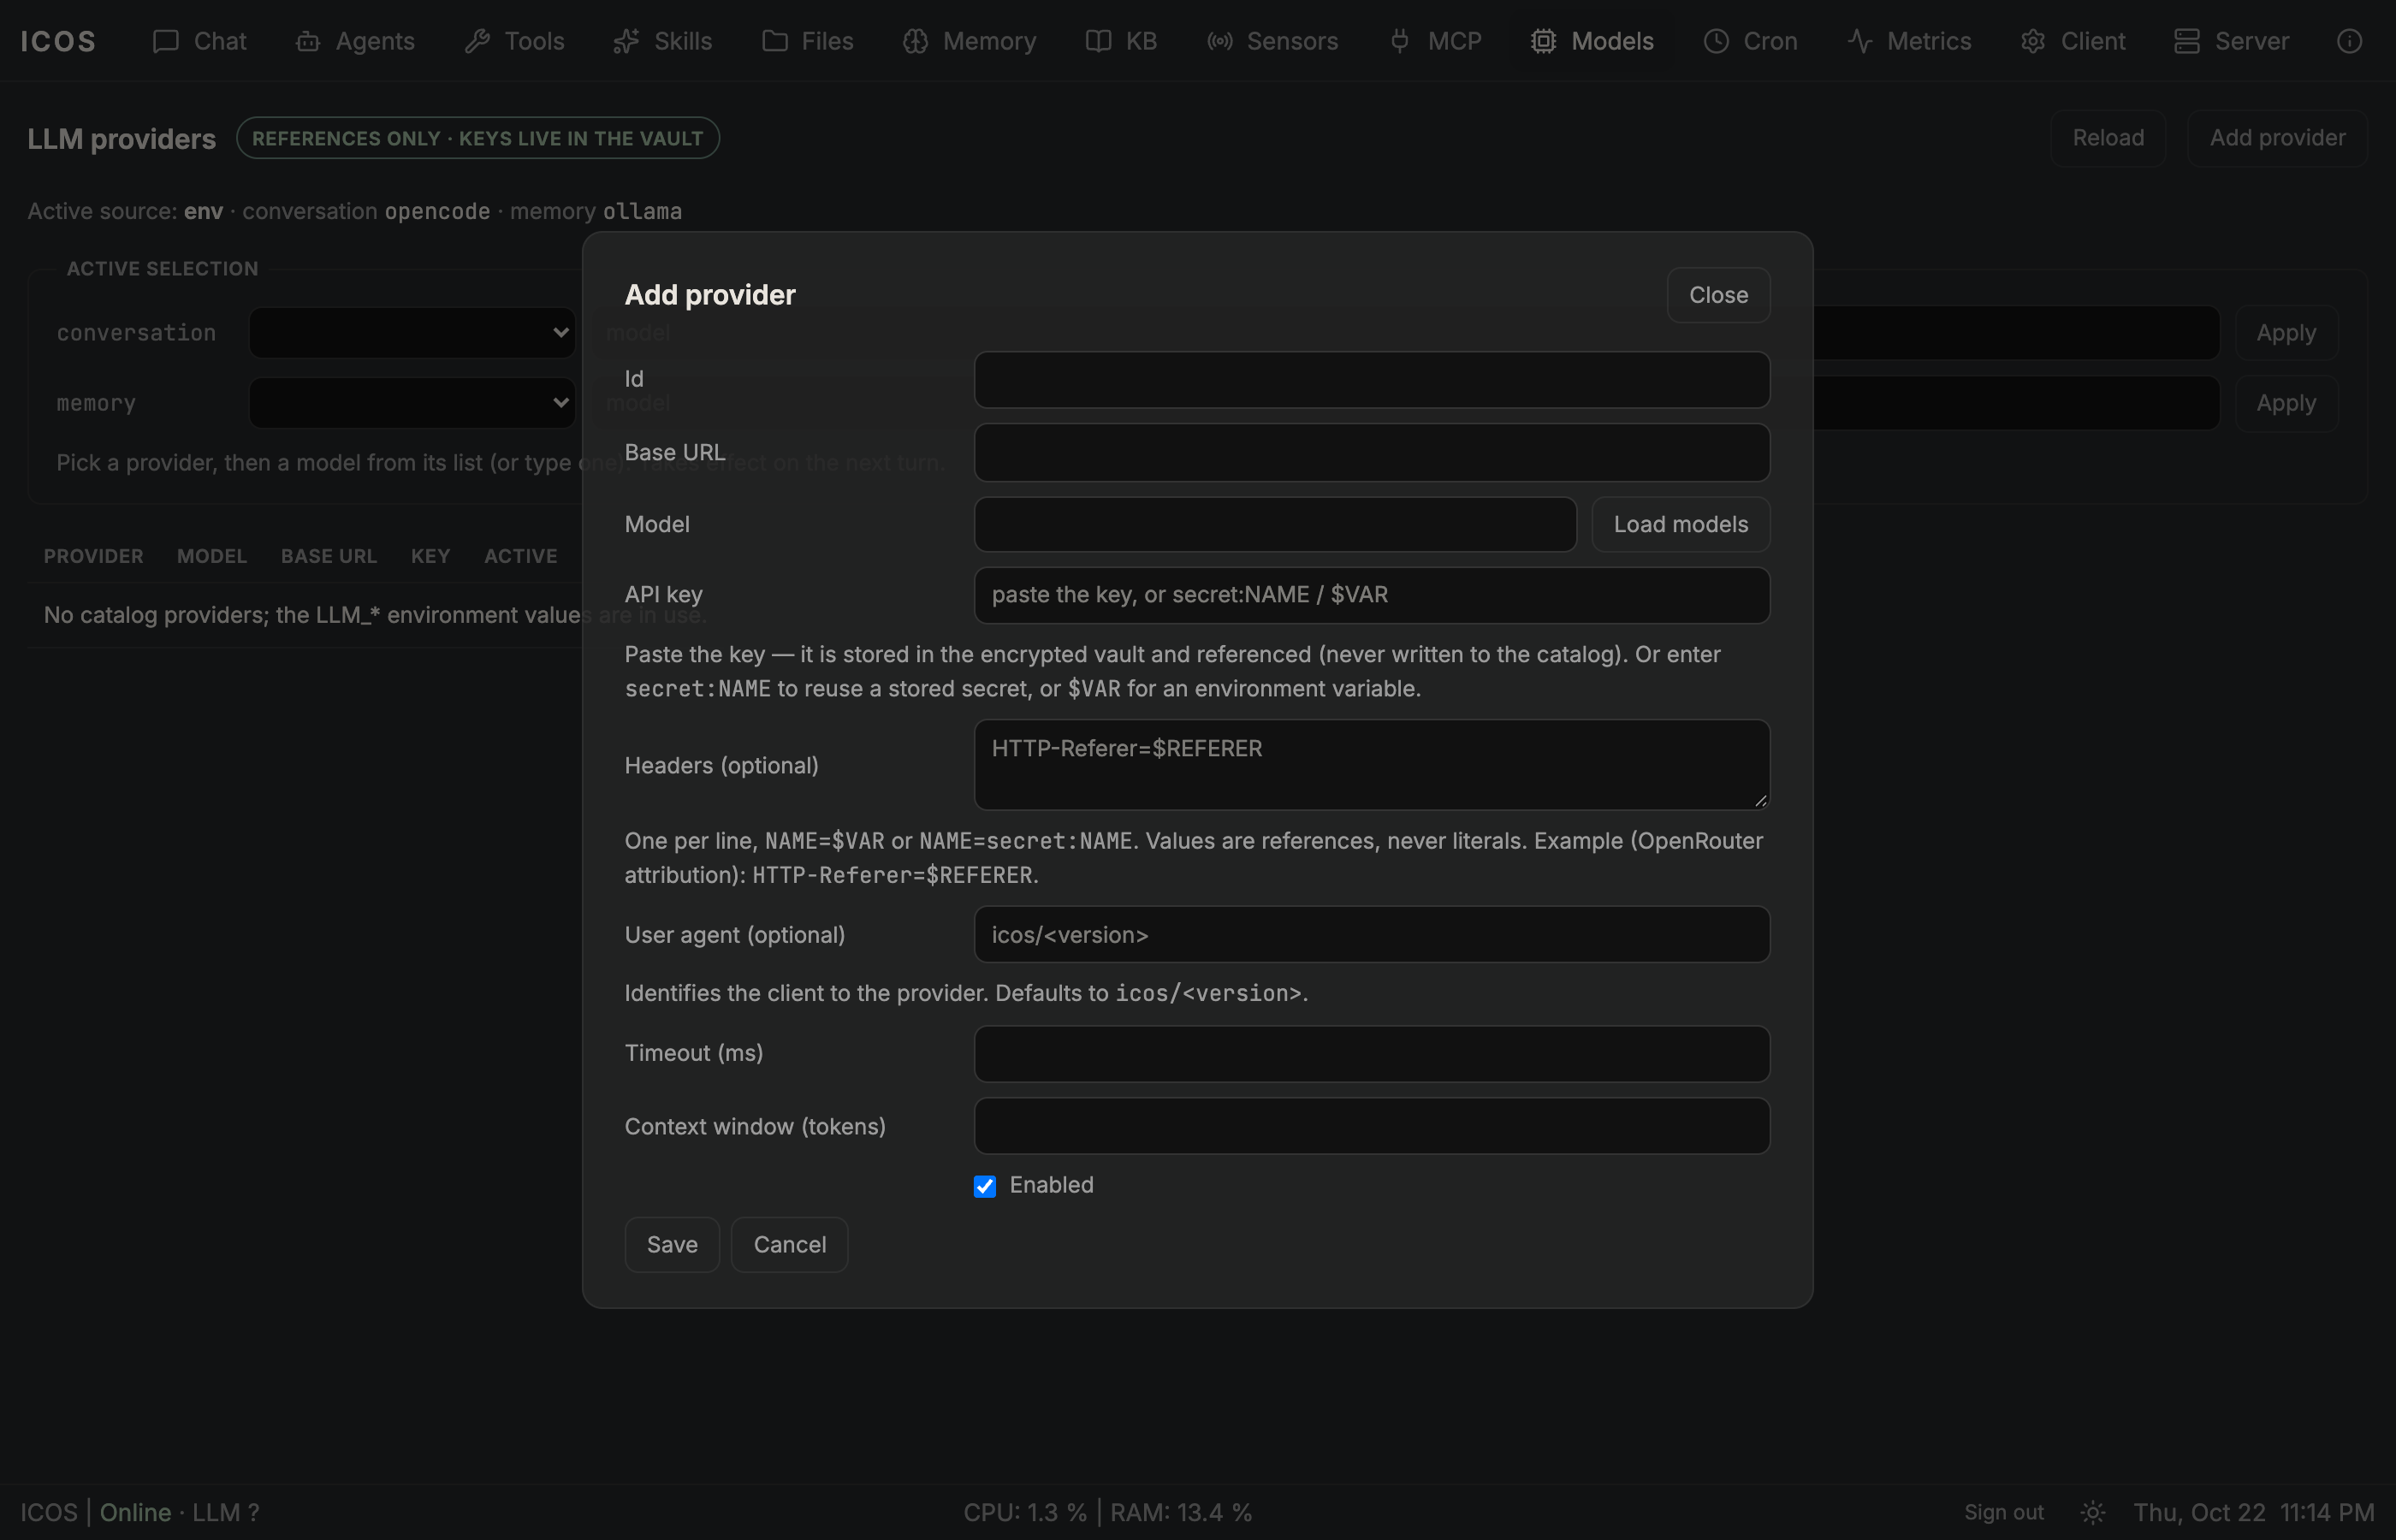 ICOS Chat Agents Tools Skills Files Memory KB Sensors MCP Models Cron Metrics Client Server
LLM providers REFERENCES ONLY · KEYS LIVE IN THE VAULT Reload Add provider
Active source: env · conversation opencode · memory ollama
ACTIVE SELECTION
conversation model Apply
memory model Apply
Pick a provider, then a model from its list (or type one). Takes effect on the next turn.
PROVIDER MODEL BASE URL KEY ACTIVE
No catalog providers; the LLM_* environment values are in use.
Add provider Close
Id
Base URL
Model Load models
API key paste the key, or secret:NAME / $VAR
Paste the key — it is stored in the encrypted vault and referenced (never written to the catalog). Or enter
secret:NAME to reuse a stored secret, or $VAR for an environment variable.
Headers (optional) HTTP-Referer=$REFERER
One per line, NAME=$VAR or NAME=secret:NAME. Values are references, never literals. Example (OpenRouter
attribution): HTTP-Referer=$REFERER.
User agent (optional) icos/<version>
Identifies the client to the provider. Defaults to icos/<version>.
Timeout (ms)
Context window (tokens)
Enabled
Save Cancel
ICOS | Online · LLM ? CPU: 1.3 % | RAM: 13.4 % Sign out Thu, Oct 22 11:14 PM